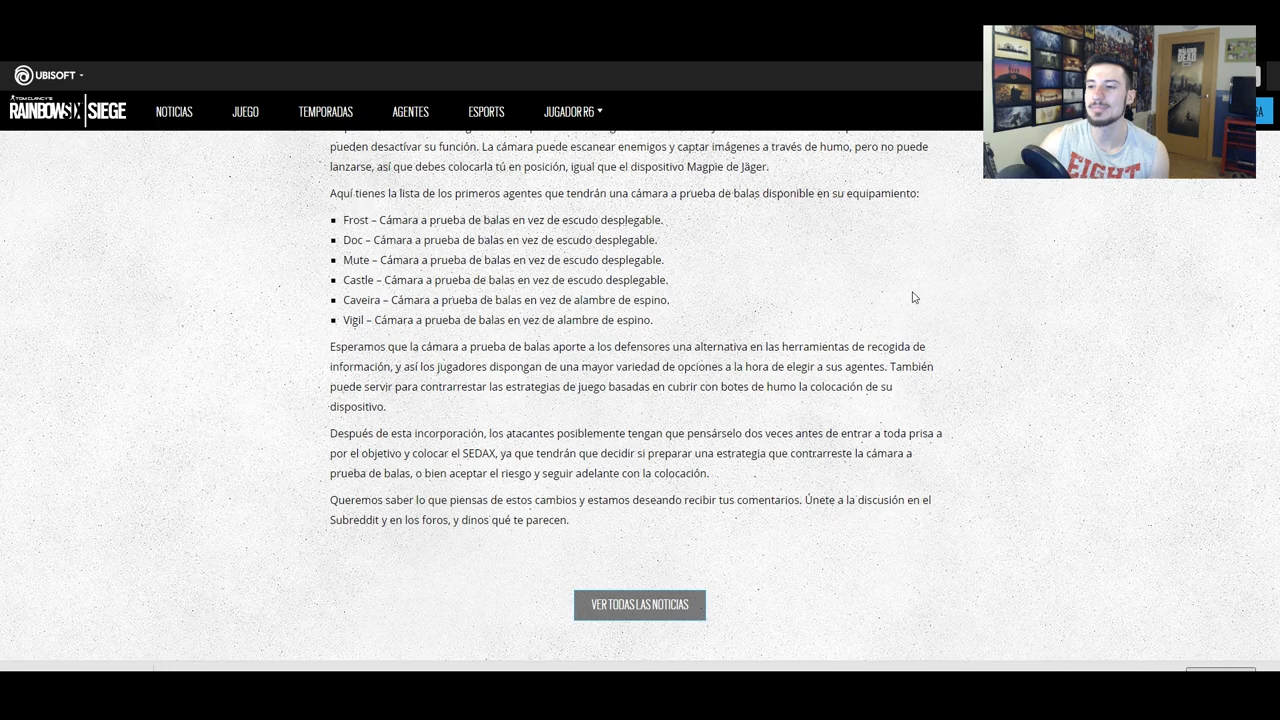 UBISOFT
TOM CLANCY'S
RAINBOW SIX | SIEGE
NOTICIAS
JUEGO
TEMPORADAS
AGENTES
ESPORTS
JUGADOR R6
RA
pueden desactivar su función. La cámara puede escanear enemigos y captar imágenes a través de humo, pero no puede
lanzarse, así que debes colocarla tú en posición, igual que el dispositivo Magpie de Jäger.
Aquí tienes la lista de los primeros agentes que tendrán una cámara a prueba de balas disponible en su equipamiento:
Frost – Cámara a prueba de balas en vez de escudo desplegable.
Doc – Cámara a prueba de balas en vez de escudo desplegable.
Mute – Cámara a prueba de balas en vez de escudo desplegable.
Castle – Cámara a prueba de balas en vez de escudo desplegable.
Caveira – Cámara a prueba de balas en vez de alambre de espino.
Vigil – Cámara a prueba de balas en vez de alambre de espino.
Esperamos que la cámara a prueba de balas aporte a los defensores una alternativa en las herramientas de recogida de
información, y así los jugadores dispongan de una mayor variedad de opciones a la hora de elegir a sus agentes. También
puede servir para contrarrestar las estrategias de juego basadas en cubrir con botes de humo la colocación de su
dispositivo.
Después de esta incorporación, los atacantes posiblemente tengan que pensárselo dos veces antes de entrar a toda prisa a
por el objetivo y colocar el SEDAX, ya que tendrán que decidir si preparar una estrategia que contrarreste la cámara a
prueba de balas, o bien aceptar el riesgo y seguir adelante con la colocación.
Queremos saber lo que piensas de estos cambios y estamos deseando recibir tus comentarios. Únete a la discusión en el
Subreddit y en los foros, y dinos qué te parecen.
VER TODAS LAS NOTICIAS
THE WALKING
DEAD
EIGHT